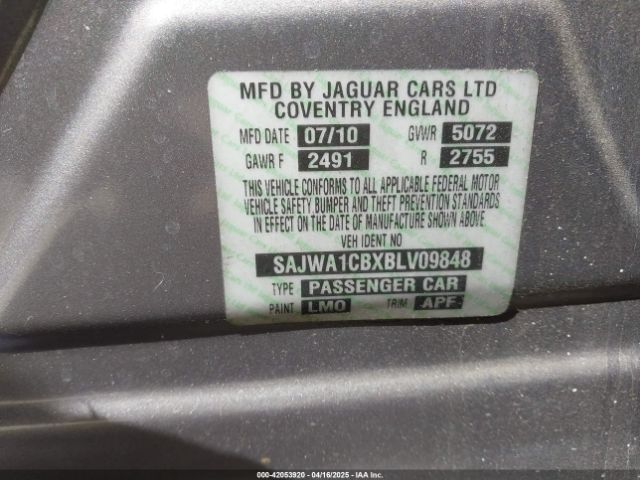 MFD BY JAGUAR CARS LTD
COVENTRY ENGLAND
MFD DATE 07/10 GVWR 5072
GAWR F 2491 R 2755
THIS VEHICLE CONFORMS TO ALL APPLICABLE FEDERAL MOTOR
VEHICLE SAFETY BUMPER AND THEFT PREVENTION STANDARDS
IN EFFECT ON THE DATE OF MANUFACTURE SHOWN ABOVE
VEH IDENT NO
SAJWA1CBXBLV09848
TYPE PASSENGER CAR
PAINT LMO TRIM APF
000-42053920 - 04/16/2025 - IAA Inc.